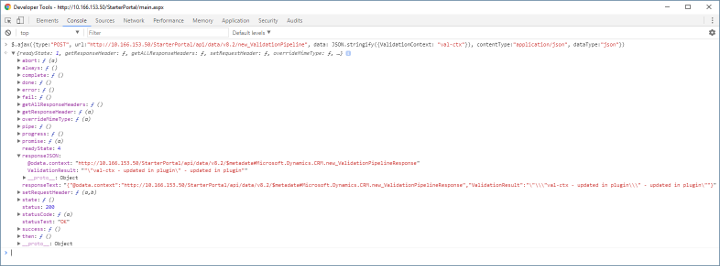 Developer Tools - http://10.166.153.50/StarterPortal/main.aspx
Elements Console Sources Network Performance Memory Application Security Audits
top Filter Default levels ▼
> $.ajax({type:"POST", url:"http://10.166.153.50/StarterPortal/api/data/v8.2/new_ValidationPipeline", data: JSON.stringify({ValidationContext: "val-ctx"}), contentType:"application/json", dataType:"json"})
▼ {readyState: 1, getResponseHeader: ƒ, getAllResponseHeaders: ƒ, setRequestHeader: ƒ, overrideMimeType: ƒ, …}
▶ abort: ƒ (a)
▶ always: ƒ ()
▶ complete: ƒ ()
▶ done: ƒ ()
▶ error: ƒ ()
▶ fail: ƒ ()
▶ getAllResponseHeaders: ƒ ()
▶ getResponseHeader: ƒ (a)
▶ overrideMimeType: ƒ (a)
▶ pipe: ƒ ()
▶ progress: ƒ ()
▶ promise: ƒ (a)
readyState: 4
▼ responseJSON:
@odata.context: "http://10.166.153.50/StarterPortal/api/data/v8.2/$metadata#Microsoft.Dynamics.CRM.new_ValidationPipelineResponse"
ValidationResult: ""\"val-ctx - updated in plugin\" - updated in plugin""
▶ __proto__: Object
responseText: "{"@odata.context":"http://10.166.153.50/StarterPortal/api/data/v8.2/$metadata#Microsoft.Dynamics.CRM.new_ValidationPipelineResponse","ValidationResult":"\"\\\"val-ctx - updated in plugin\\\" - updated in plugin\""}"
▶ setRequestHeader: ƒ (a,b)
▶ state: ƒ ()
status: 200
▶ statusCode: ƒ (a)
statusText: "OK"
▶ success: ƒ ()
▶ then: ƒ ()
▶ __proto__: Object
>